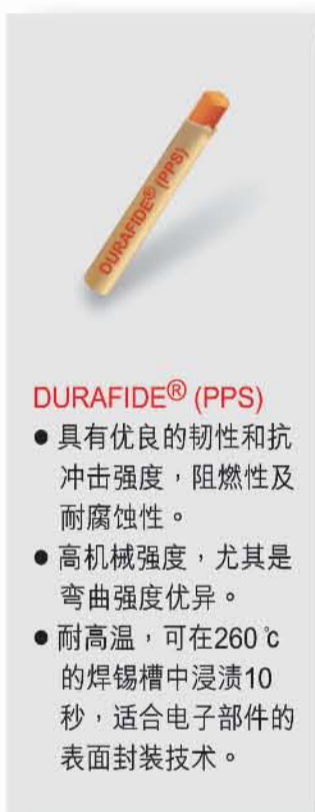 DURAFIDE® (PPS)
DURAFIDE® (PPS)
● 具有优良的韧性和抗
冲击强度，阻燃性及
耐腐蚀性。
● 高机械强度，尤其是
弯曲强度优异。
● 耐高温，可在260℃
的焊锡槽中浸渍10
秒，适合电子部件的
表面封装技术。